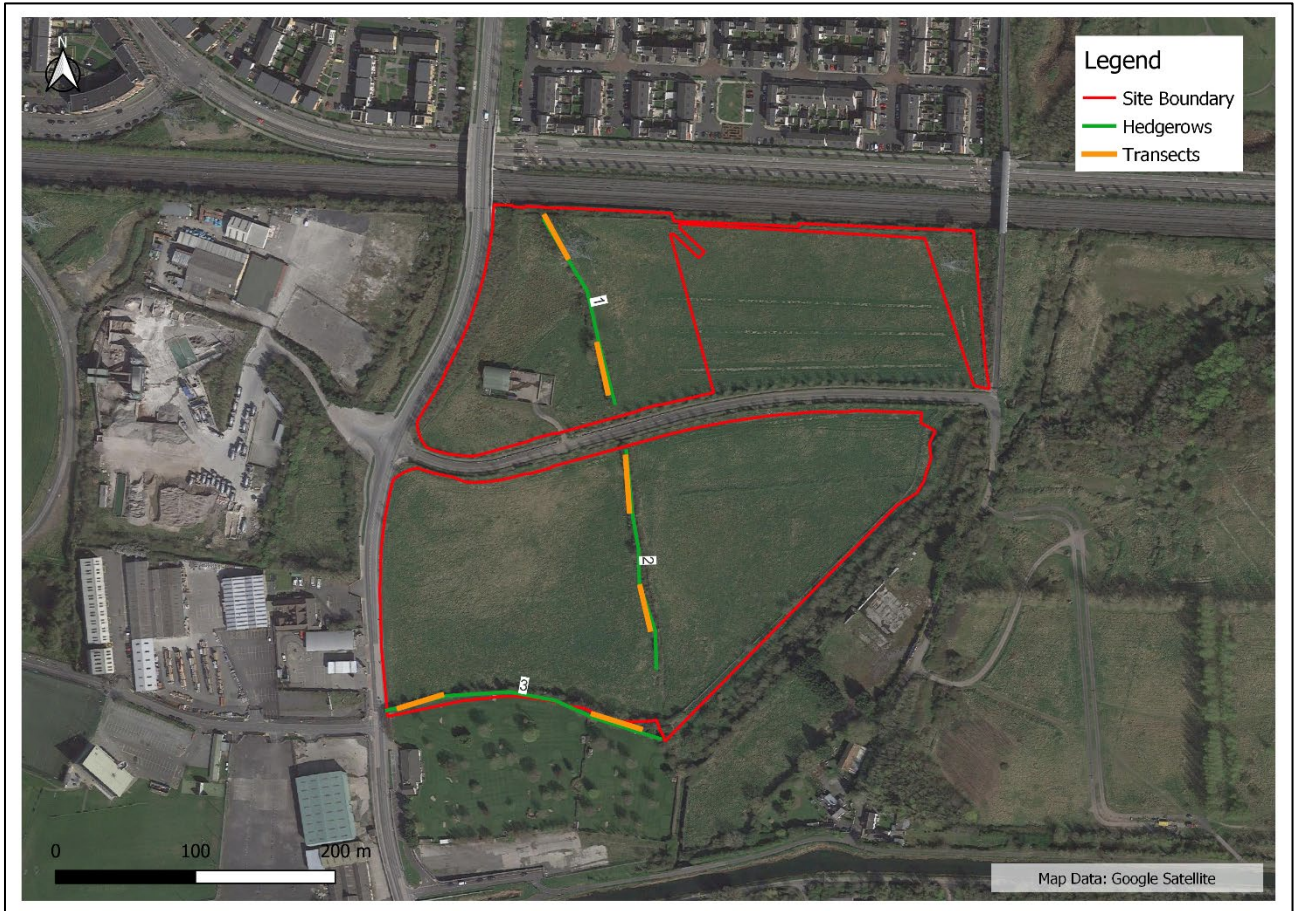 N
Legend
Site Boundary
Hedgerows
Transects
1
2
3
0 100 200 m
Map Data: Google Satellite